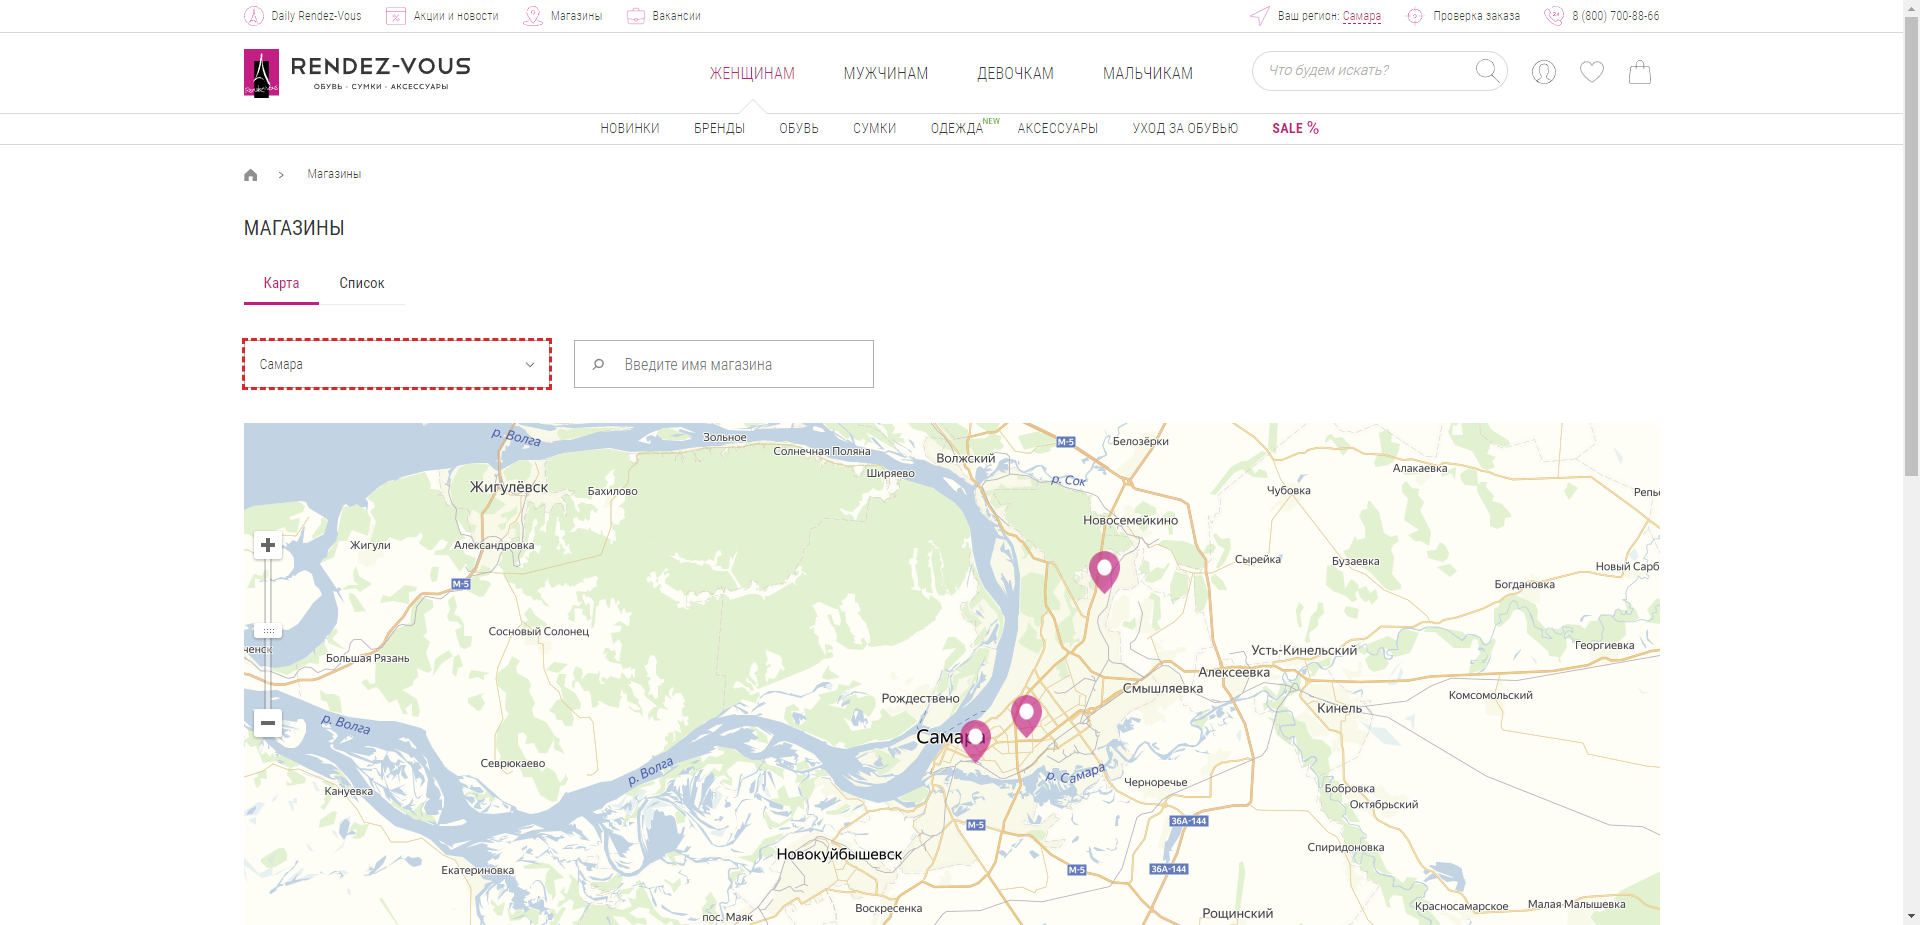 Daily Rendez-Vous
Акции и новости
Магазины
Вакансии
Ваш регион: Самара
Проверка заказа
8 (800) 700-88-66
RENDEZ-VOUS
ОБУВЬ · СУМКИ · АКСЕССУАРЫ
ЖЕНЩИНАМ
МУЖЧИНАМ
ДЕВОЧКАМ
МАЛЬЧИКАМ
Что будем искать?
НОВИНКИ
БРЕНДЫ
ОБУВЬ
СУМКИ
ОДЕЖДА NEW
АКСЕССУАРЫ
УХОД ЗА ОБУВЬЮ
SALE %
> Магазины
МАГАЗИНЫ
Карта
Список
Самара
Введите имя магазина
р. Волга
Зольное
Солнечная Поляна
Ширяево
Волжский
М-5
Белозёрки
р. Сок
Алакаевка
Чубовка
Репь
Жигулёвск
Бахилово
Новосемейкино
Жигули
Александровка
М-5
Сырейка
Бузаевка
Новый Сарб
Богдановка
Сосновый Солонец
ченск
Большая Рязань
Усть-Кинельский
Георгиевка
Алексеевка
Смышляевка
Комсомольский
Рождествено
Кинель
р. Волга
Самара
Севрюкаево
р. Волга
р. Самара
Черноречье
Кануевка
Бобровка
Октябрьский
М-5
36А-144
Новокуйбышевск
Спиридоновка
Екатериновка
М-5
36А-144
пос. Маяк
Воскресенка
Рощинский
Красносамарское
Малая Малышевка